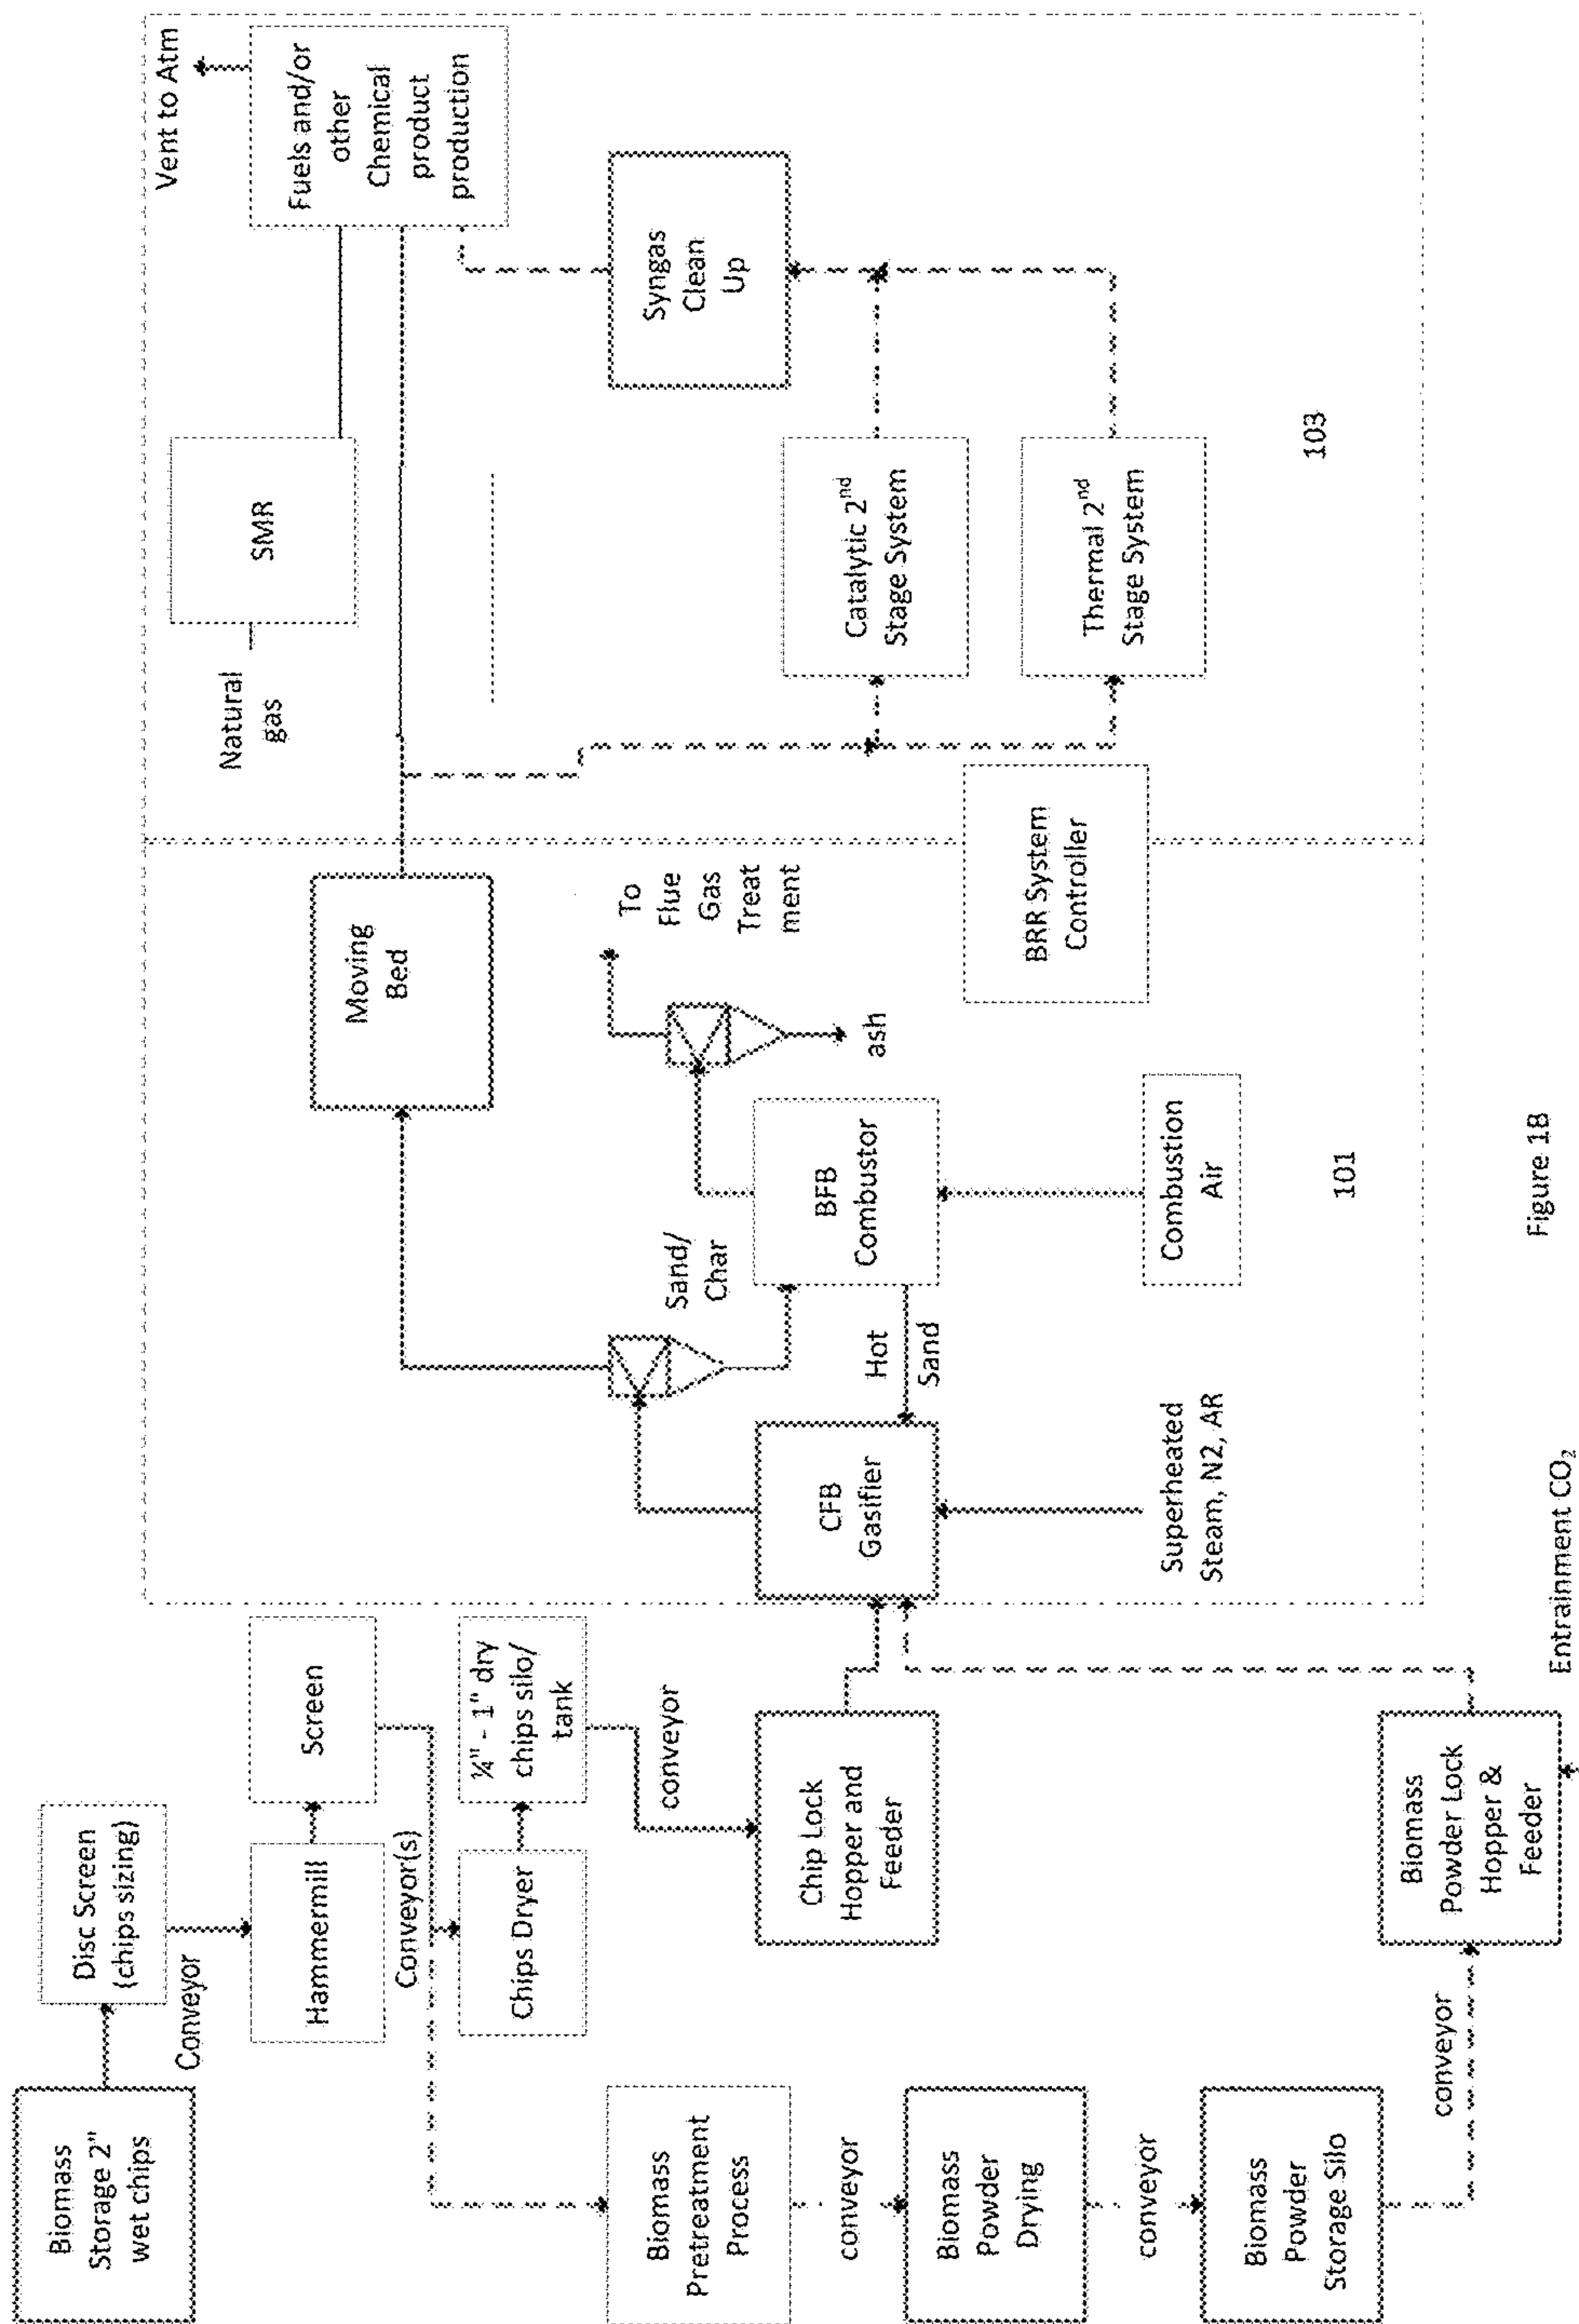 Biomass
Storage 2"
wet chips
Disc Screen
(chips sizing)
Conveyor
Hammermill
Screen
Conveyor(s)
Chips Dryer
¼" - 1" dry
chips silo/
tank
conveyor
Chip Lock
Hopper and
Feeder
Biomass
Pretreatment
Process
conveyor
Biomass
Powder
Drying
conveyor
Biomass
Powder
Storage Silo
conveyor
Biomass
Powder Lock
Hopper &
Feeder
Entrainment CO₂
CFB
Gasifier
Superheated
Steam, N2, AR
Hot
Sand
Sand/
Char
BFB
Combustor
Combustion
Air
101
ash
To
Flue
Gas
Treat
ment
Moving
Bed
BRR System
Controller
Natural
gas
SMR
Catalytic 2nd
Stage System
Thermal 2nd
Stage System
103
Syngas
Clean
Up
Fuels and/or
other
Chemical
product
production
Vent to Atm
Figure 1B